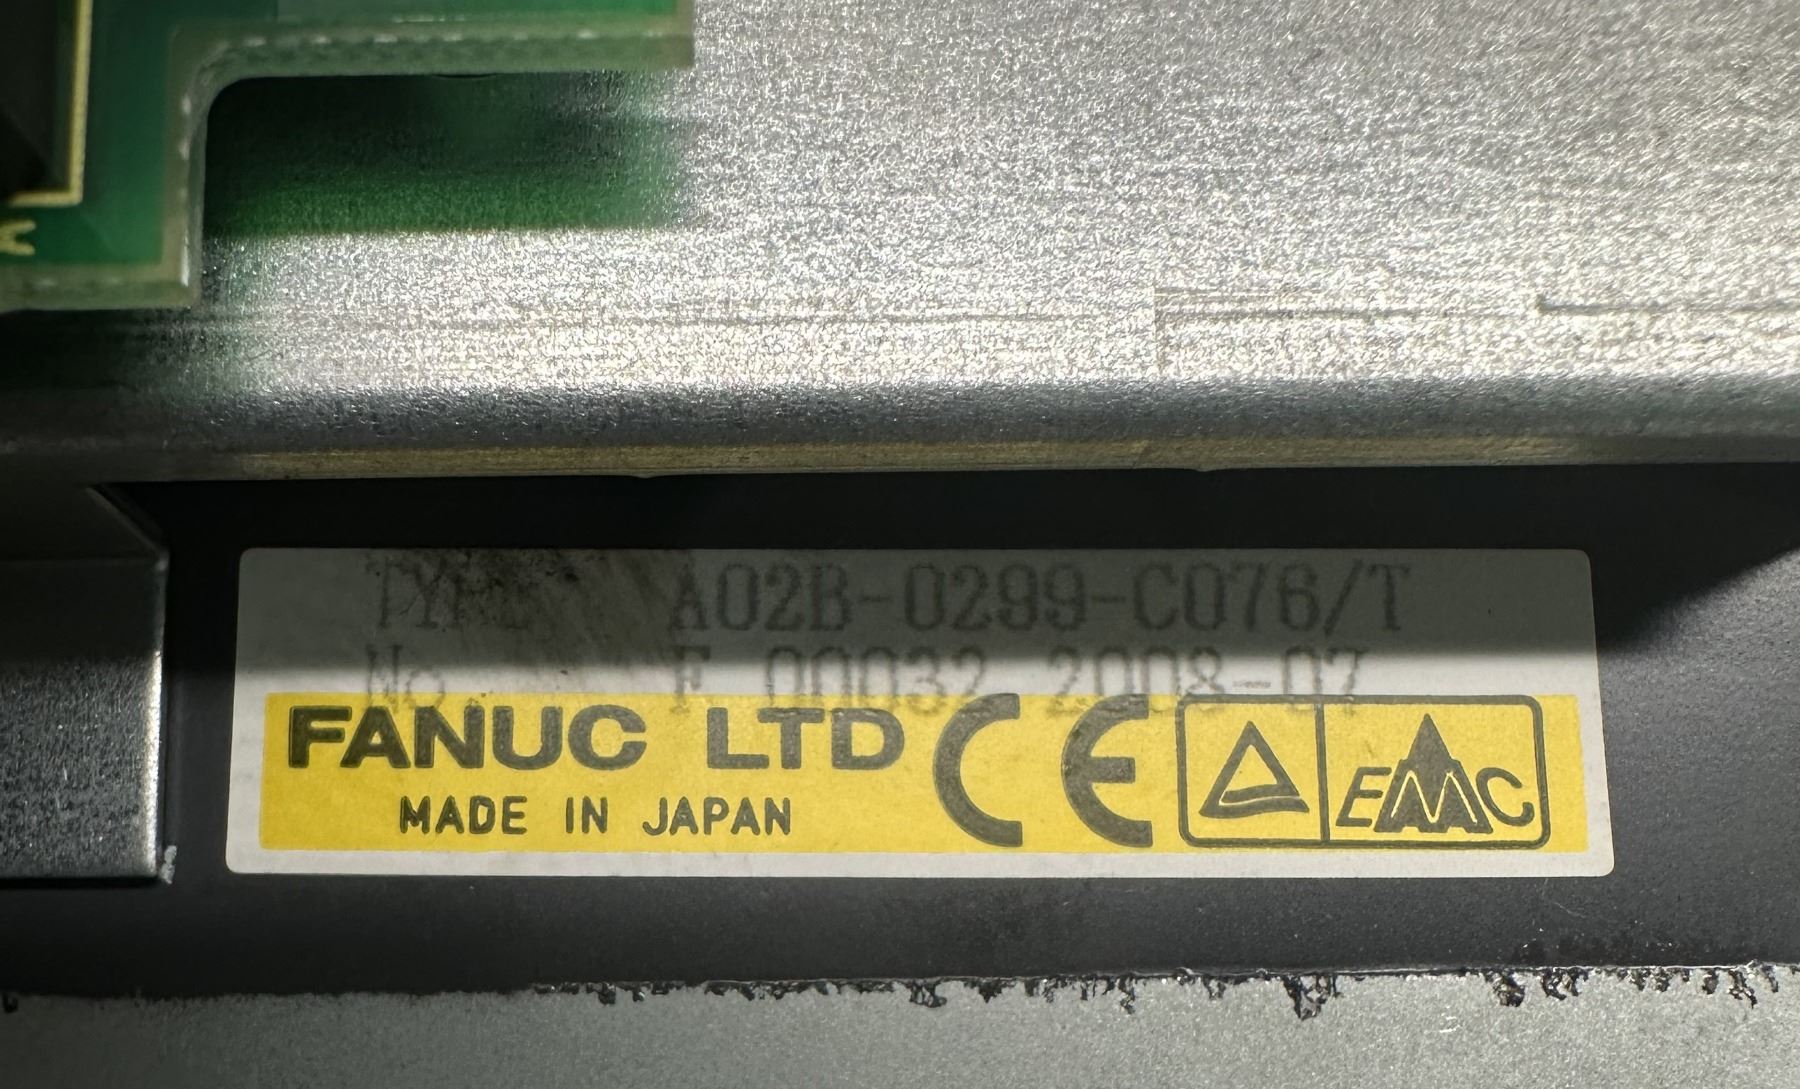 TYPE A02B-0299-C076/T
No. F 00032 2008-07
FANUC LTD CE EMC
MADE IN JAPAN